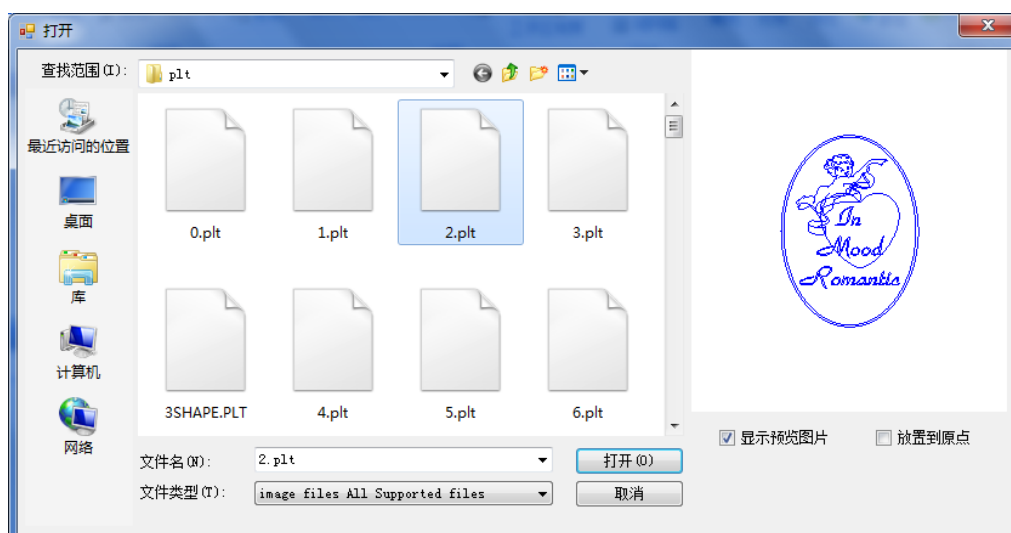 打开
查找范围(I):
plt
最近访问的位置
桌面
库
计算机
网络
0.plt
1.plt
2.plt
3.plt
3SHAPE.PLT
4.plt
5.plt
6.plt
文件名(N):
2.plt
打开(O)
文件类型(T):
image files All Supported files
取消
In
Mood
Romantic
显示预览图片
放置到原点